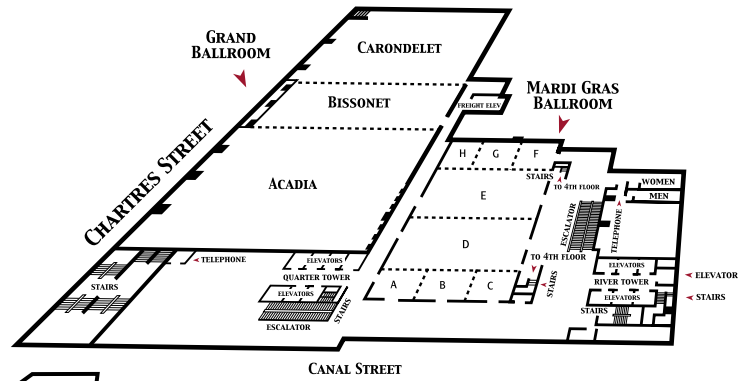 CARONDELET
GRAND
BALLROOM
MARDI GRAS
BALLROOM
BISSONET
FREIGHT ELEV
CHARTRES STREET
H
G
F
STAIRS
TO 4TH FLOOR
WOMEN
MEN
ACADIA
E
ESCALATOR
TELEPHONE
D
TELEPHONE
ELEVATORS
QUARTER TOWER
TO 4TH FLOOR
ELEVATORS
ELEVATOR
STAIRS
A
B
C
STAIRS
RIVER TOWER
ELEVATORS
STAIRS
ELEVATORS
STAIRS
STAIRS
ESCALATOR
CANAL STREET